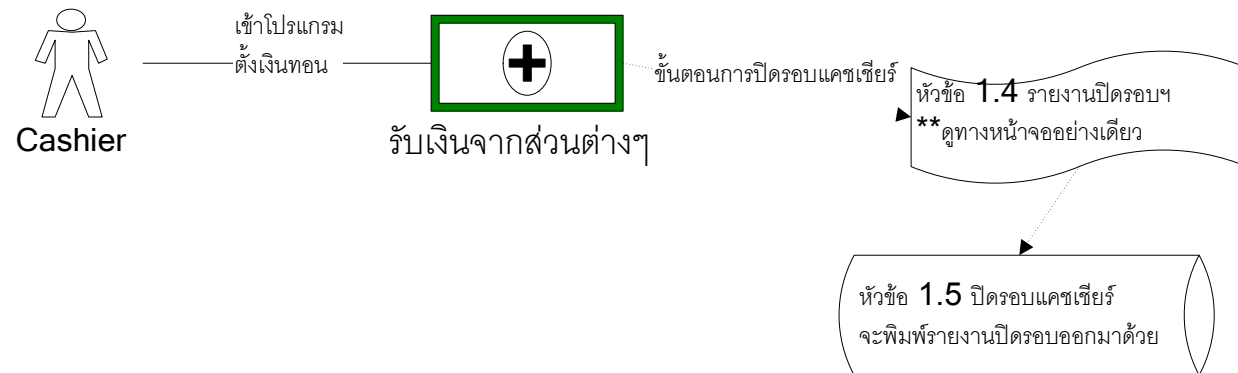 เข้าโปรแกรม
ตั้งเงินทอน
Cashier
รับเงินจากส่วนต่างๆ
ขั้นตอนการปิดรอบแคชเชียร์
หัวข้อ 1.4 รายงานปิดรอบฯ
**ดูทางหน้าจออย่างเดียว
หัวข้อ 1.5 ปิดรอบแคชเชียร์
จะพิมพ์รายงานปิดรอบออกมาด้วย